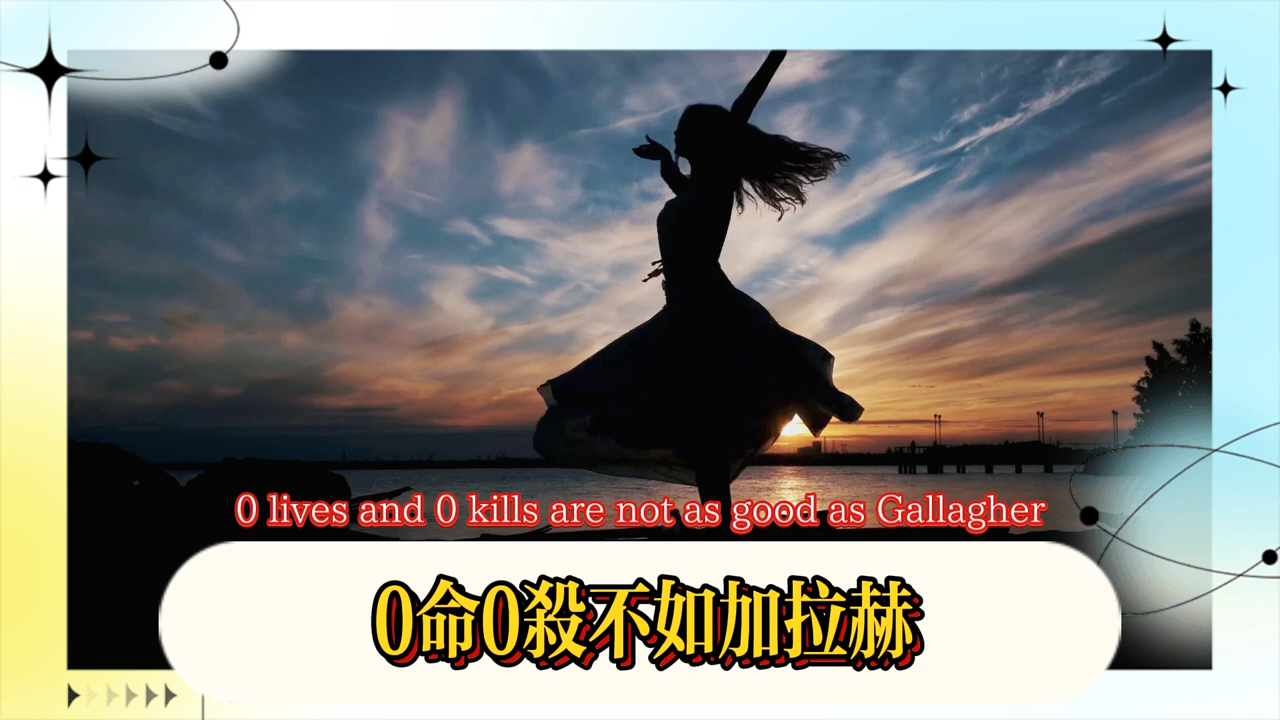 0 lives and 0 kills are not as good as Gallagher
0命0殺不如加拉赫